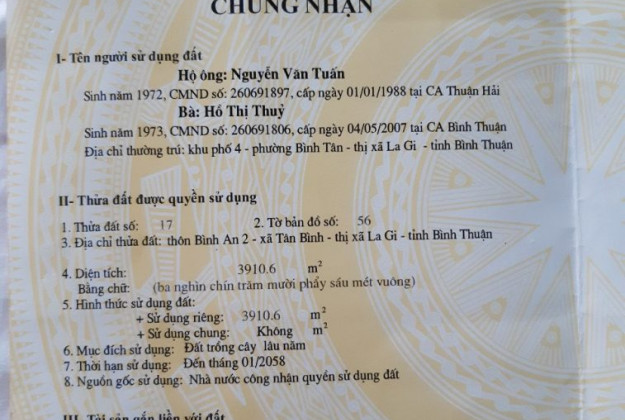 CHỨNG NHẬN
I- Tên người sử dụng đất
Hộ ông: Nguyễn Văn Tuấn
Sinh năm 1972, CMND số: 260691897, cấp ngày 01/01/1988 tại CA Thuận Hải
Bà: Hồ Thị Thuỷ
Sinh năm 1973, CMND số: 260691806, cấp ngày 04/05/2007 tại CA Bình Thuận
Địa chỉ thường trú: khu phố 4 - phường Bình Tân - thị xã La Gi - tỉnh Bình Thuận
II- Thửa đất được quyền sử dụng
1. Thửa đất số: 17 2. Tờ bản đồ số: 56
3. Địa chỉ thửa đất: thôn Bình An 2 - xã Tân Bình - thị xã La Gi - tỉnh Bình Thuận
4. Diện tích: 3910.6 m²
Bằng chữ: (ba nghìn chín trăm mười phẩy sáu mét vuông)
5. Hình thức sử dụng đất:
+ Sử dụng riêng: 3910.6 m²
+ Sử dụng chung: Không m²
6. Mục đích sử dụng: Đất trồng cây lâu năm
7. Thời hạn sử dụng: Đến tháng 01/2058
8. Nguồn gốc sử dụng: Nhà nước công nhận quyền sử dụng đất
III- Tài sản gắn liền với đất